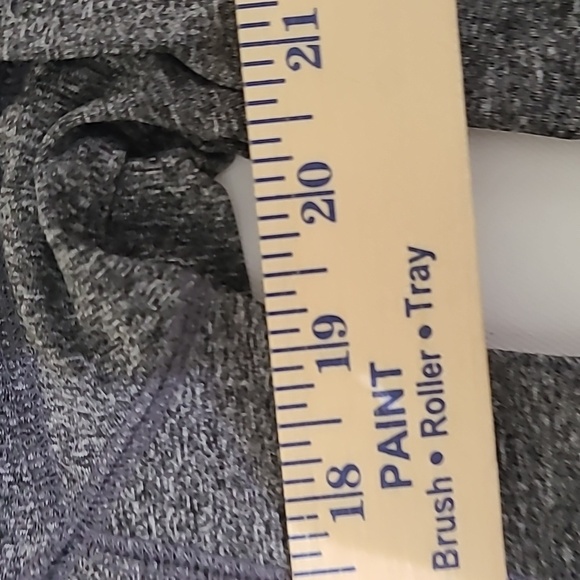 21
20
19
18
PAINT
Brush • Roller • Tray